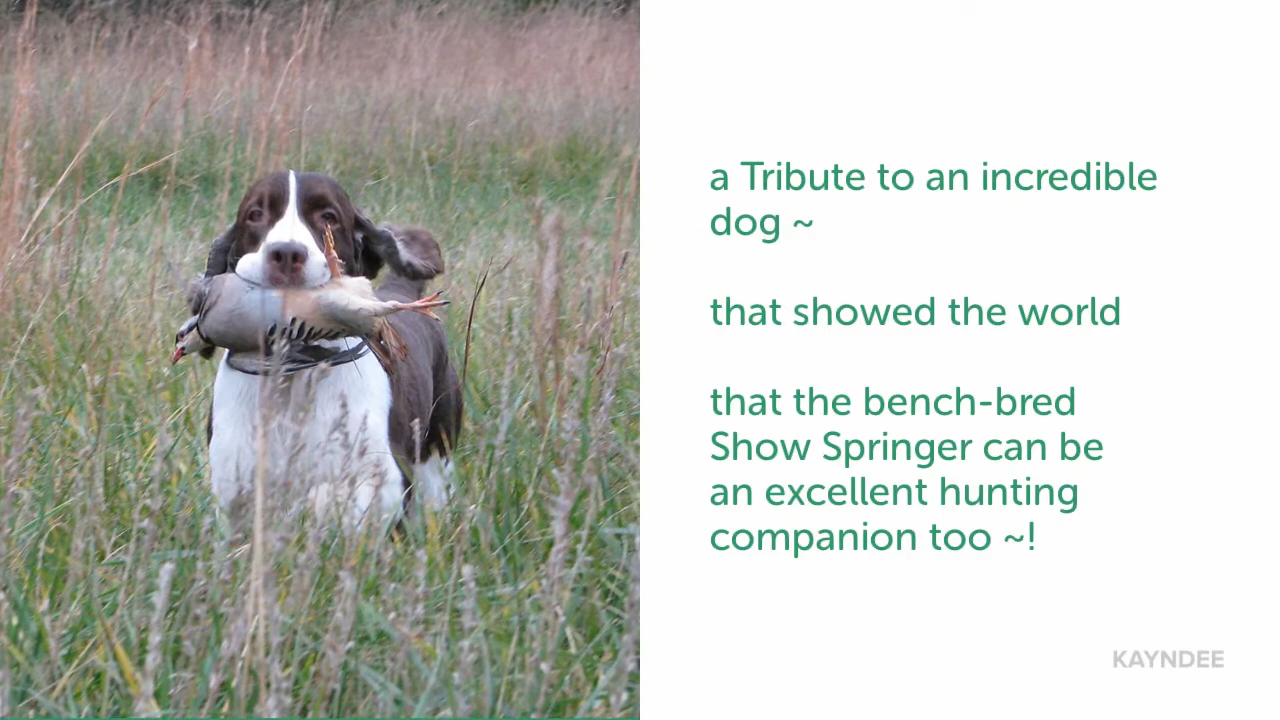 a Tribute to an incredible
dog ~
that showed the world
that the bench-bred
Show Springer can be
an excellent hunting
companion too ~!
KAYNDEE